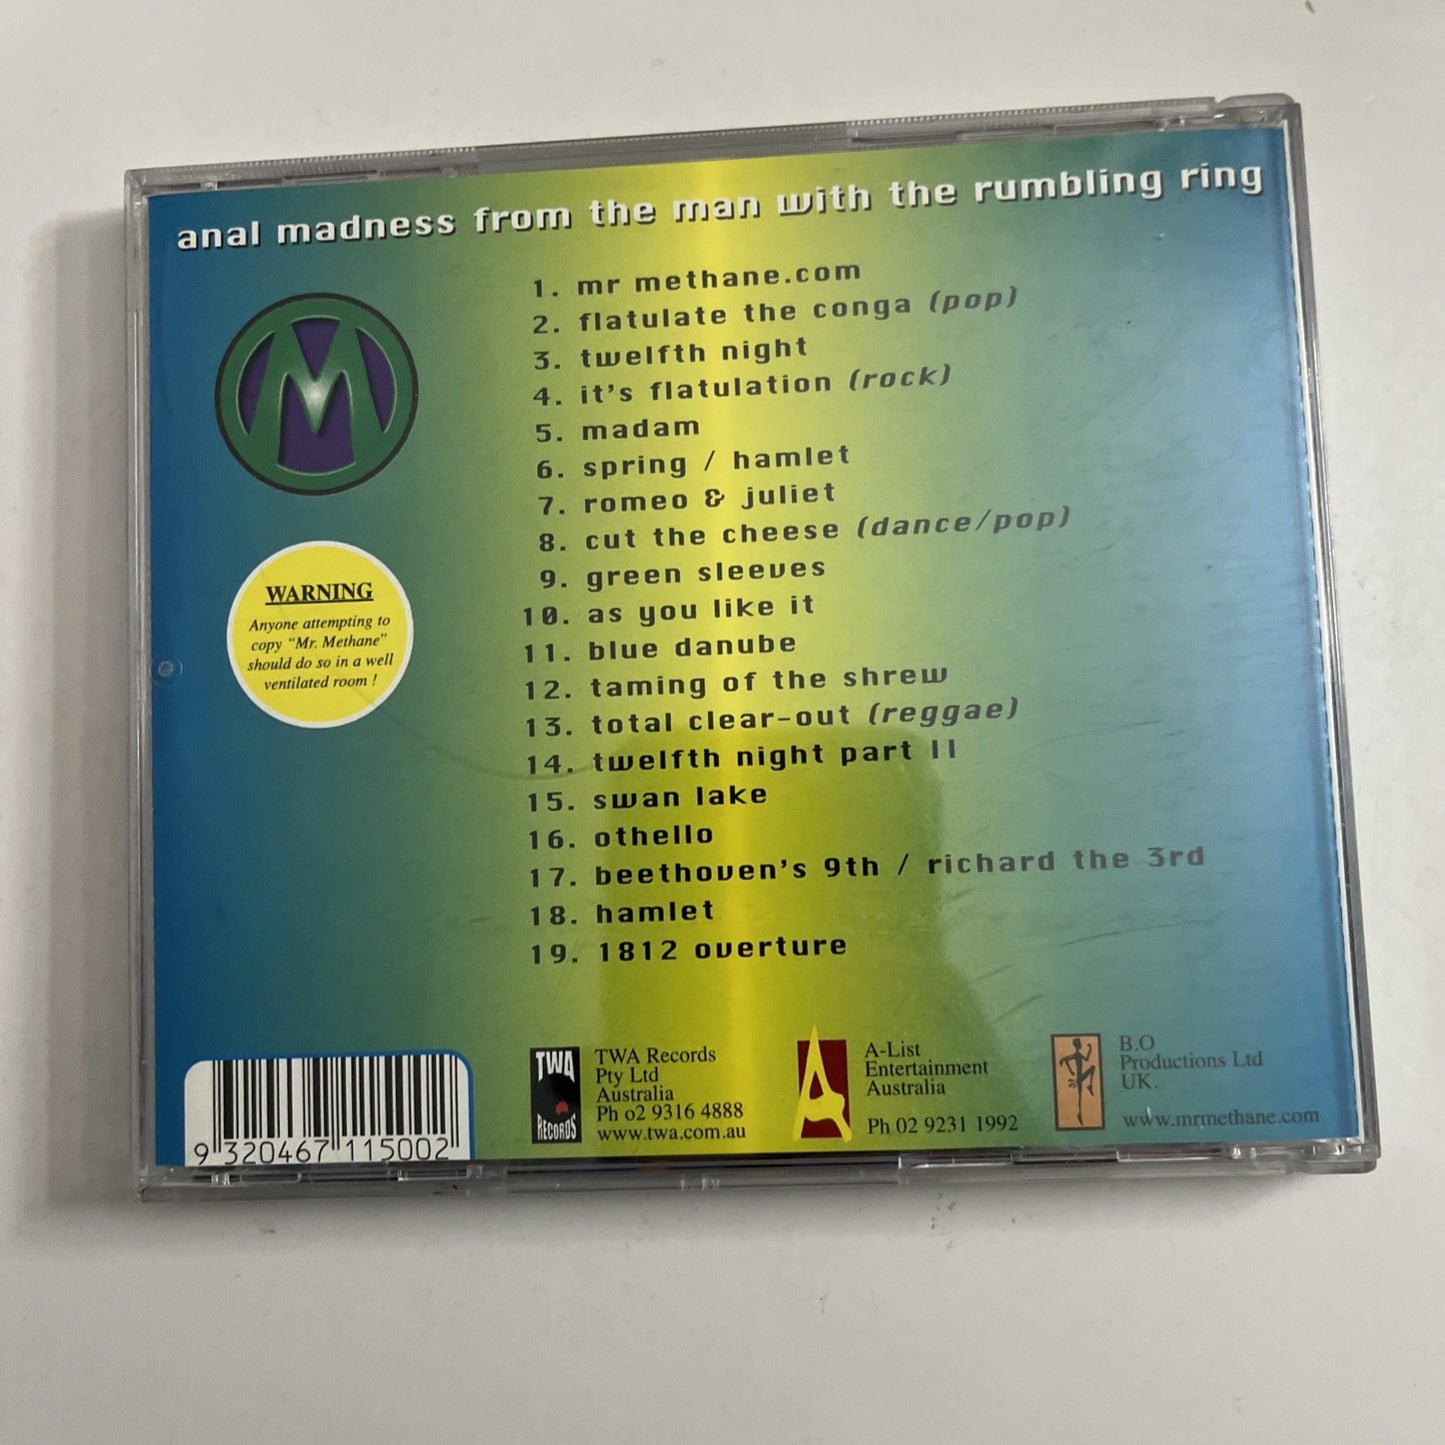 anal madness from the man with the rumbling ring
M
1. mr methane.com
2. flatulate the conga (pop)
3. twelfth night
4. it's flatulation (rock)
5. madam
6. spring / hamlet
7. romeo & juliet
8. cut the cheese (dance/pop)
9. green sleeves
10. as you like it
11. blue danube
12. taming of the shrew
13. total clear-out (reggae)
14. twelfth night part II
15. swan lake
16. othello
17. beethoven's 9th / richard the 3rd
18. hamlet
19. 1812 overture
WARNING
Anyone attempting to
copy "Mr. Methane"
should do so in a well
ventilated room !
9 320467 115002
TWA
RECORDS
TWA Records
Pty Ltd
Australia
Ph o2 9316 4888
www.twa.com.au
A
A-List
Entertainment
Australia
Ph 02 9231 1992
B.O
Productions Ltd
UK.
www.mrmethane.com